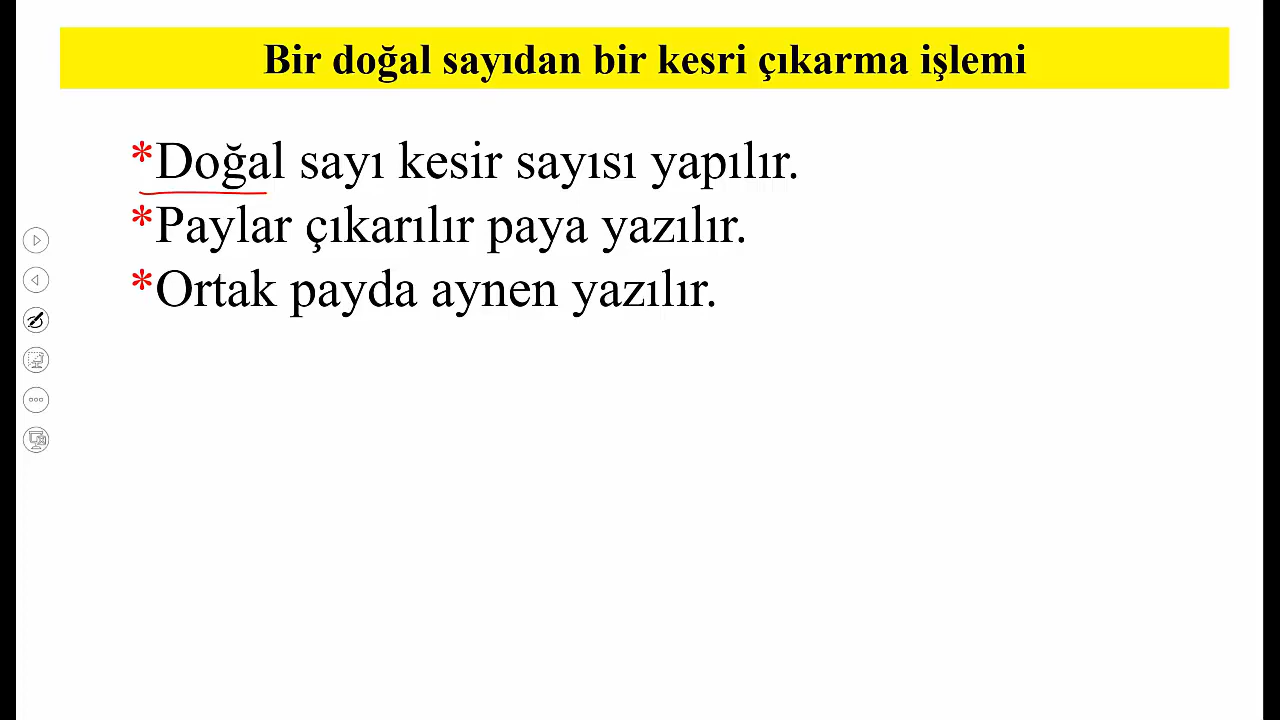 Bir doğal sayıdan bir kesri çıkarma işlemi
*Doğal sayı kesir sayısı yapılır.
*Paylar çıkarılır paya yazılır.
*Ortak payda aynen yazılır.